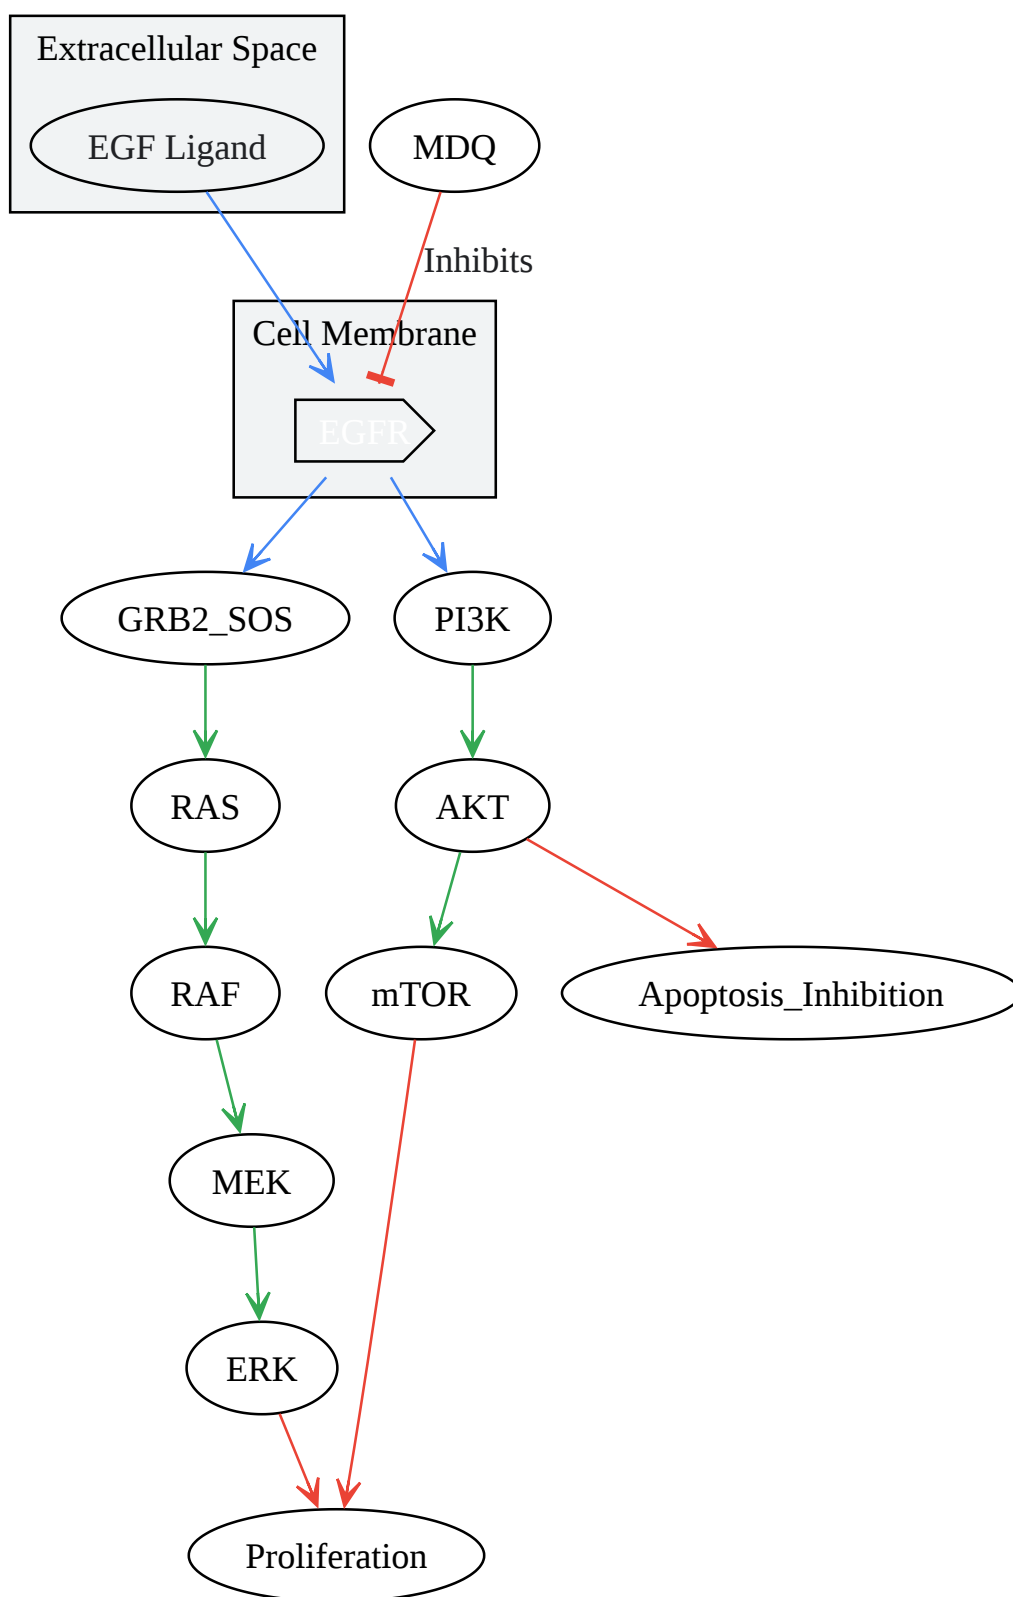 Extracellular Space
EGF Ligand
MDQ
Inhibits
Cell Membrane
EGFR
GRB2_SOS
PI3K
RAS
AKT
RAF
mTOR
Apoptosis_Inhibition
MEK
ERK
Proliferation